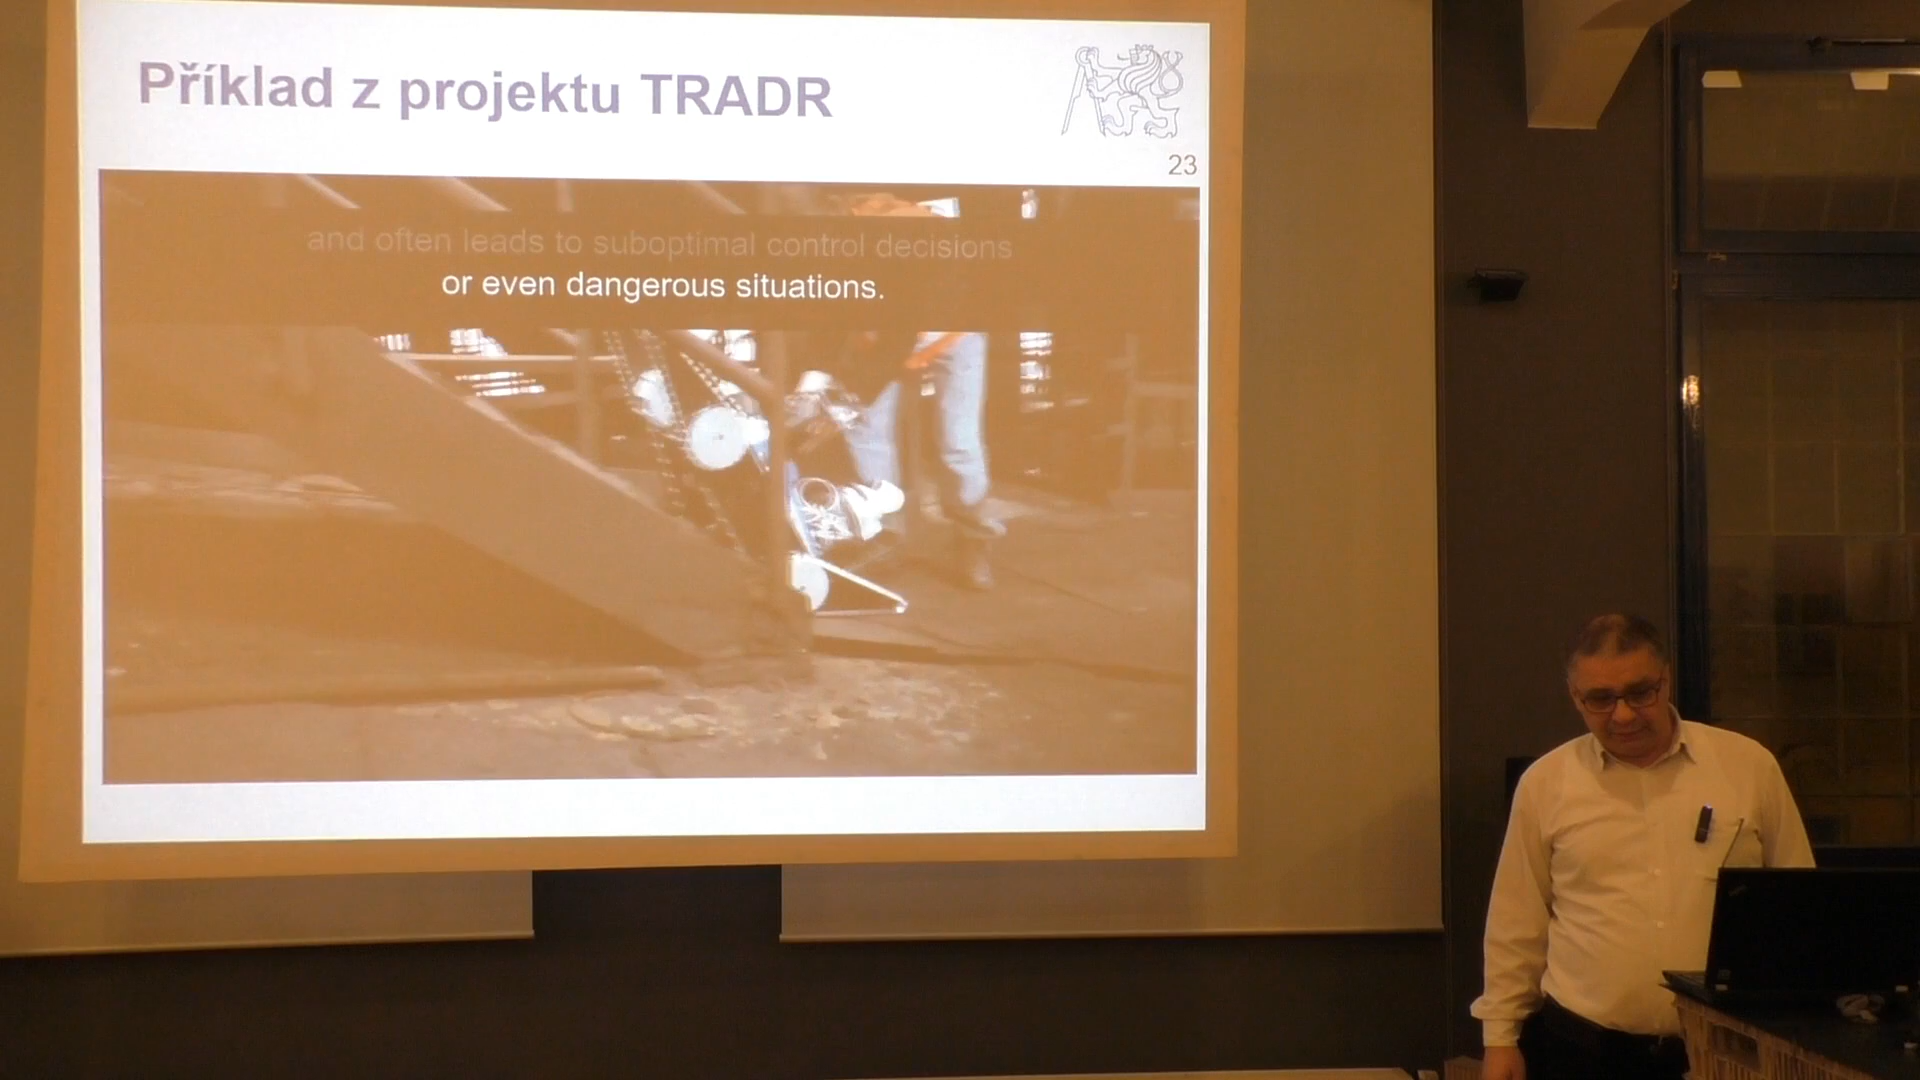 Příklad z projektu TRADR
23
and often leads to suboptimal control decisions
or even dangerous situations.